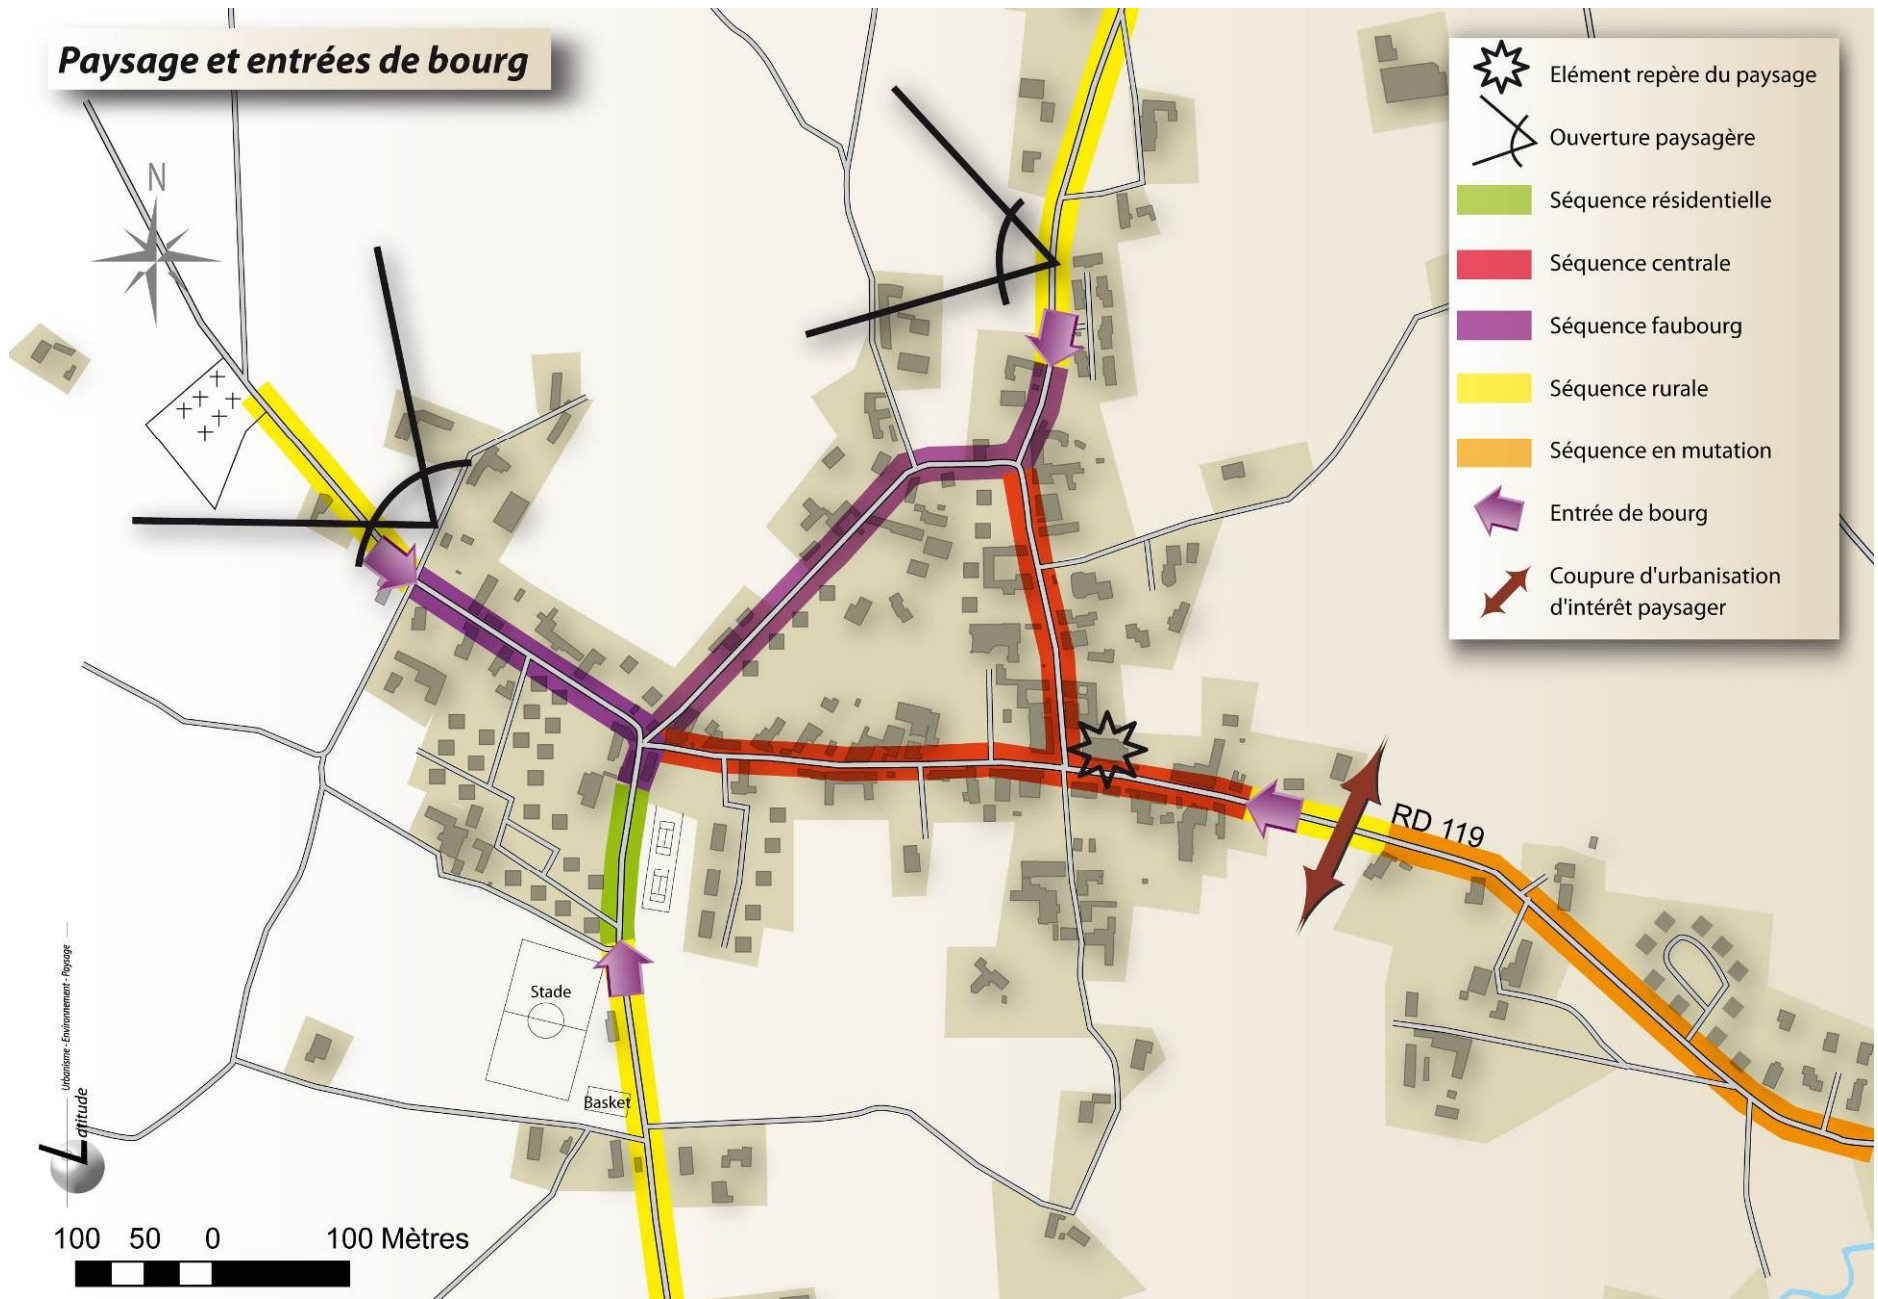 Paysage et entrées de bourg
N
Elément repère du paysage
Ouverture paysagère
Séquence résidentielle
Séquence centrale
Séquence faubourg
Séquence rurale
Séquence en mutation
Entrée de bourg
Coupure d'urbanisation
d'intérêt paysager
RD 119
Stade
Basket
Urbanisme - Environnement - Paysage
Latitude
100 50 0 100 Mètres